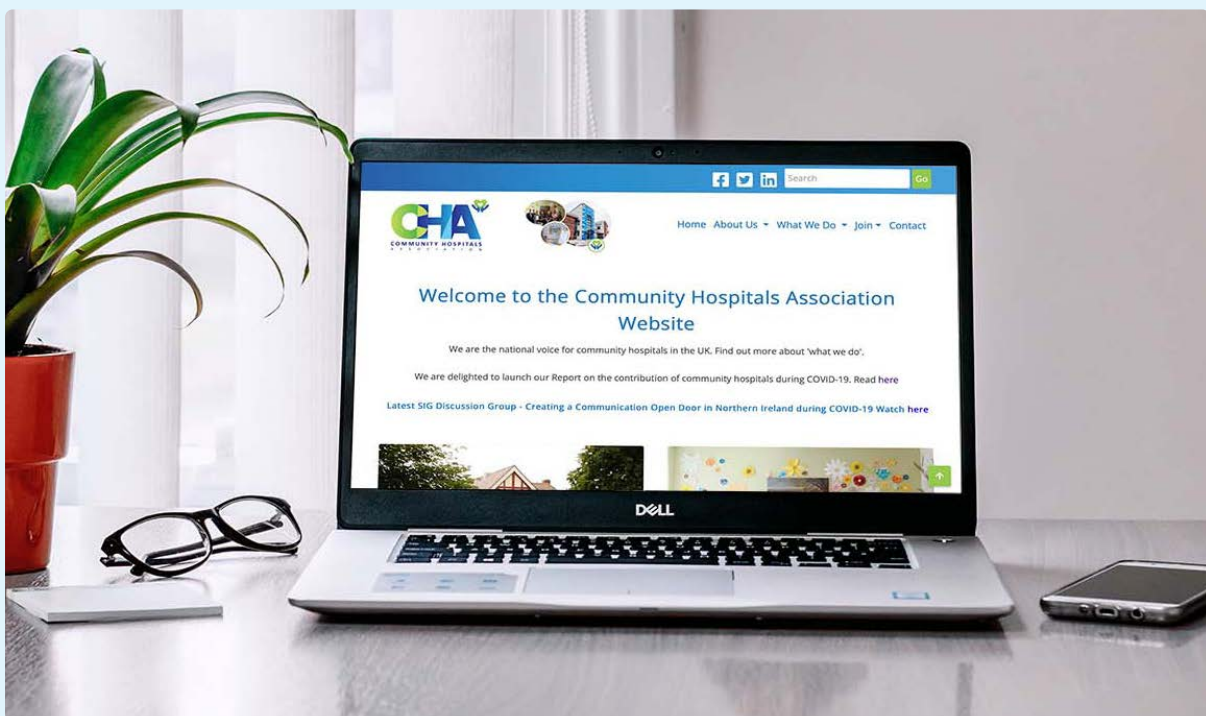 Search
Go
CHA
COMMUNITY HOSPITALS
ASSOCIATION
Home About Us What We Do Join Contact
Welcome to the Community Hospitals Association
Website
We are the national voice for community hospitals in the UK. Find out more about 'what we do'.
We are delighted to launch our Report on the contribution of community hospitals during COVID-19. Read here
Latest SIG Discussion Group - Creating a Communication Open Door in Northern Ireland during COVID-19 Watch here
DELL